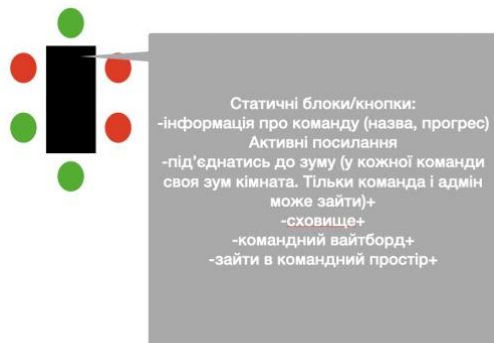 Статичні блоки/кнопки:
-інформація про команду (назва, прогрес)
Активні посилання
-під’єднатись до зуму (у кожної команди
своя зум кімната. Тільки команда і адмін
може зайти)+
-сховище+
-командний вайтборд+
-зайти в командний простір+